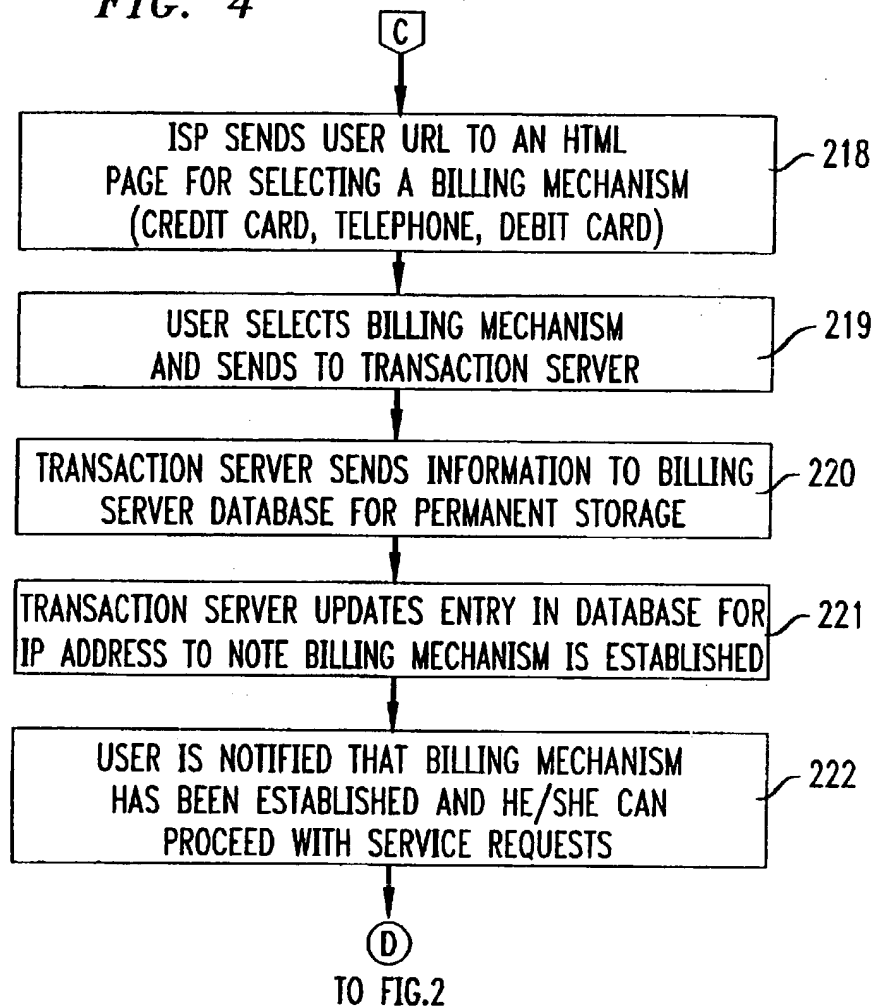 FIG. 4
C
ISP SENDS USER URL TO AN HTML
PAGE FOR SELECTING A BILLING MECHANISM
(CREDIT CARD, TELEPHONE, DEBIT CARD)
218
USER SELECTS BILLING MECHANISM
AND SENDS TO TRANSACTION SERVER
219
TRANSACTION SERVER SENDS INFORMATION TO BILLING
SERVER DATABASE FOR PERMANENT STORAGE
220
TRANSACTION SERVER UPDATES ENTRY IN DATABASE FOR
IP ADDRESS TO NOTE BILLING MECHANISM IS ESTABLISHED
221
USER IS NOTIFIED THAT BILLING MECHANISM
HAS BEEN ESTABLISHED AND HE/SHE CAN
PROCEED WITH SERVICE REQUESTS
222
D
TO FIG.2